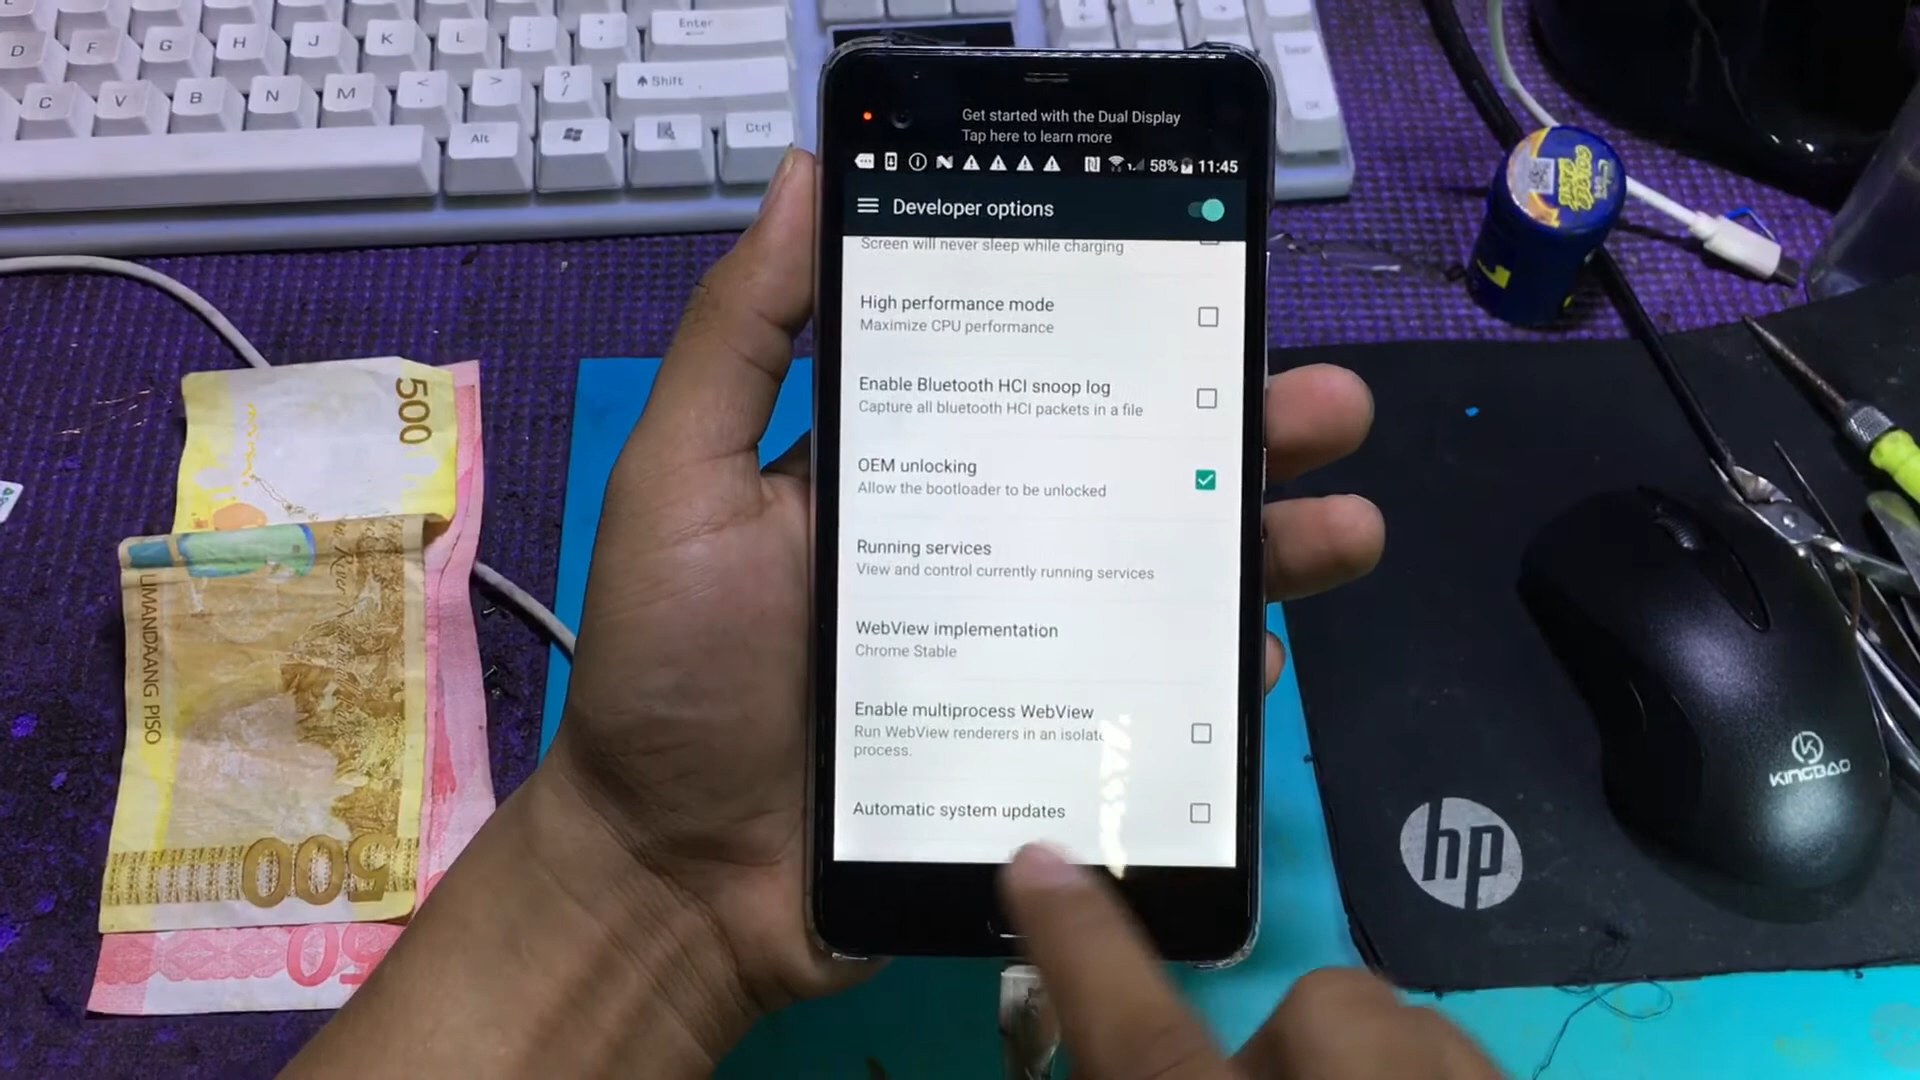 D F G H J K L : ; " ' Enter
C V B N M < , > . ? / Shift
Alt Ctrl
Get started with the Dual Display
Tap here to learn more
58% 11:45
Developer options
Screen will never sleep while charging
High performance mode
Maximize CPU performance
Enable Bluetooth HCI snoop log
Capture all bluetooth HCI packets in a file
OEM unlocking
Allow the bootloader to be unlocked
Running services
View and control currently running services
WebView implementation
Chrome Stable
Enable multiprocess WebView
Run WebView renderers in an isolate
process.
Automatic system updates
500
UMANDAANG PISO
500
50
hp
KINGBAO